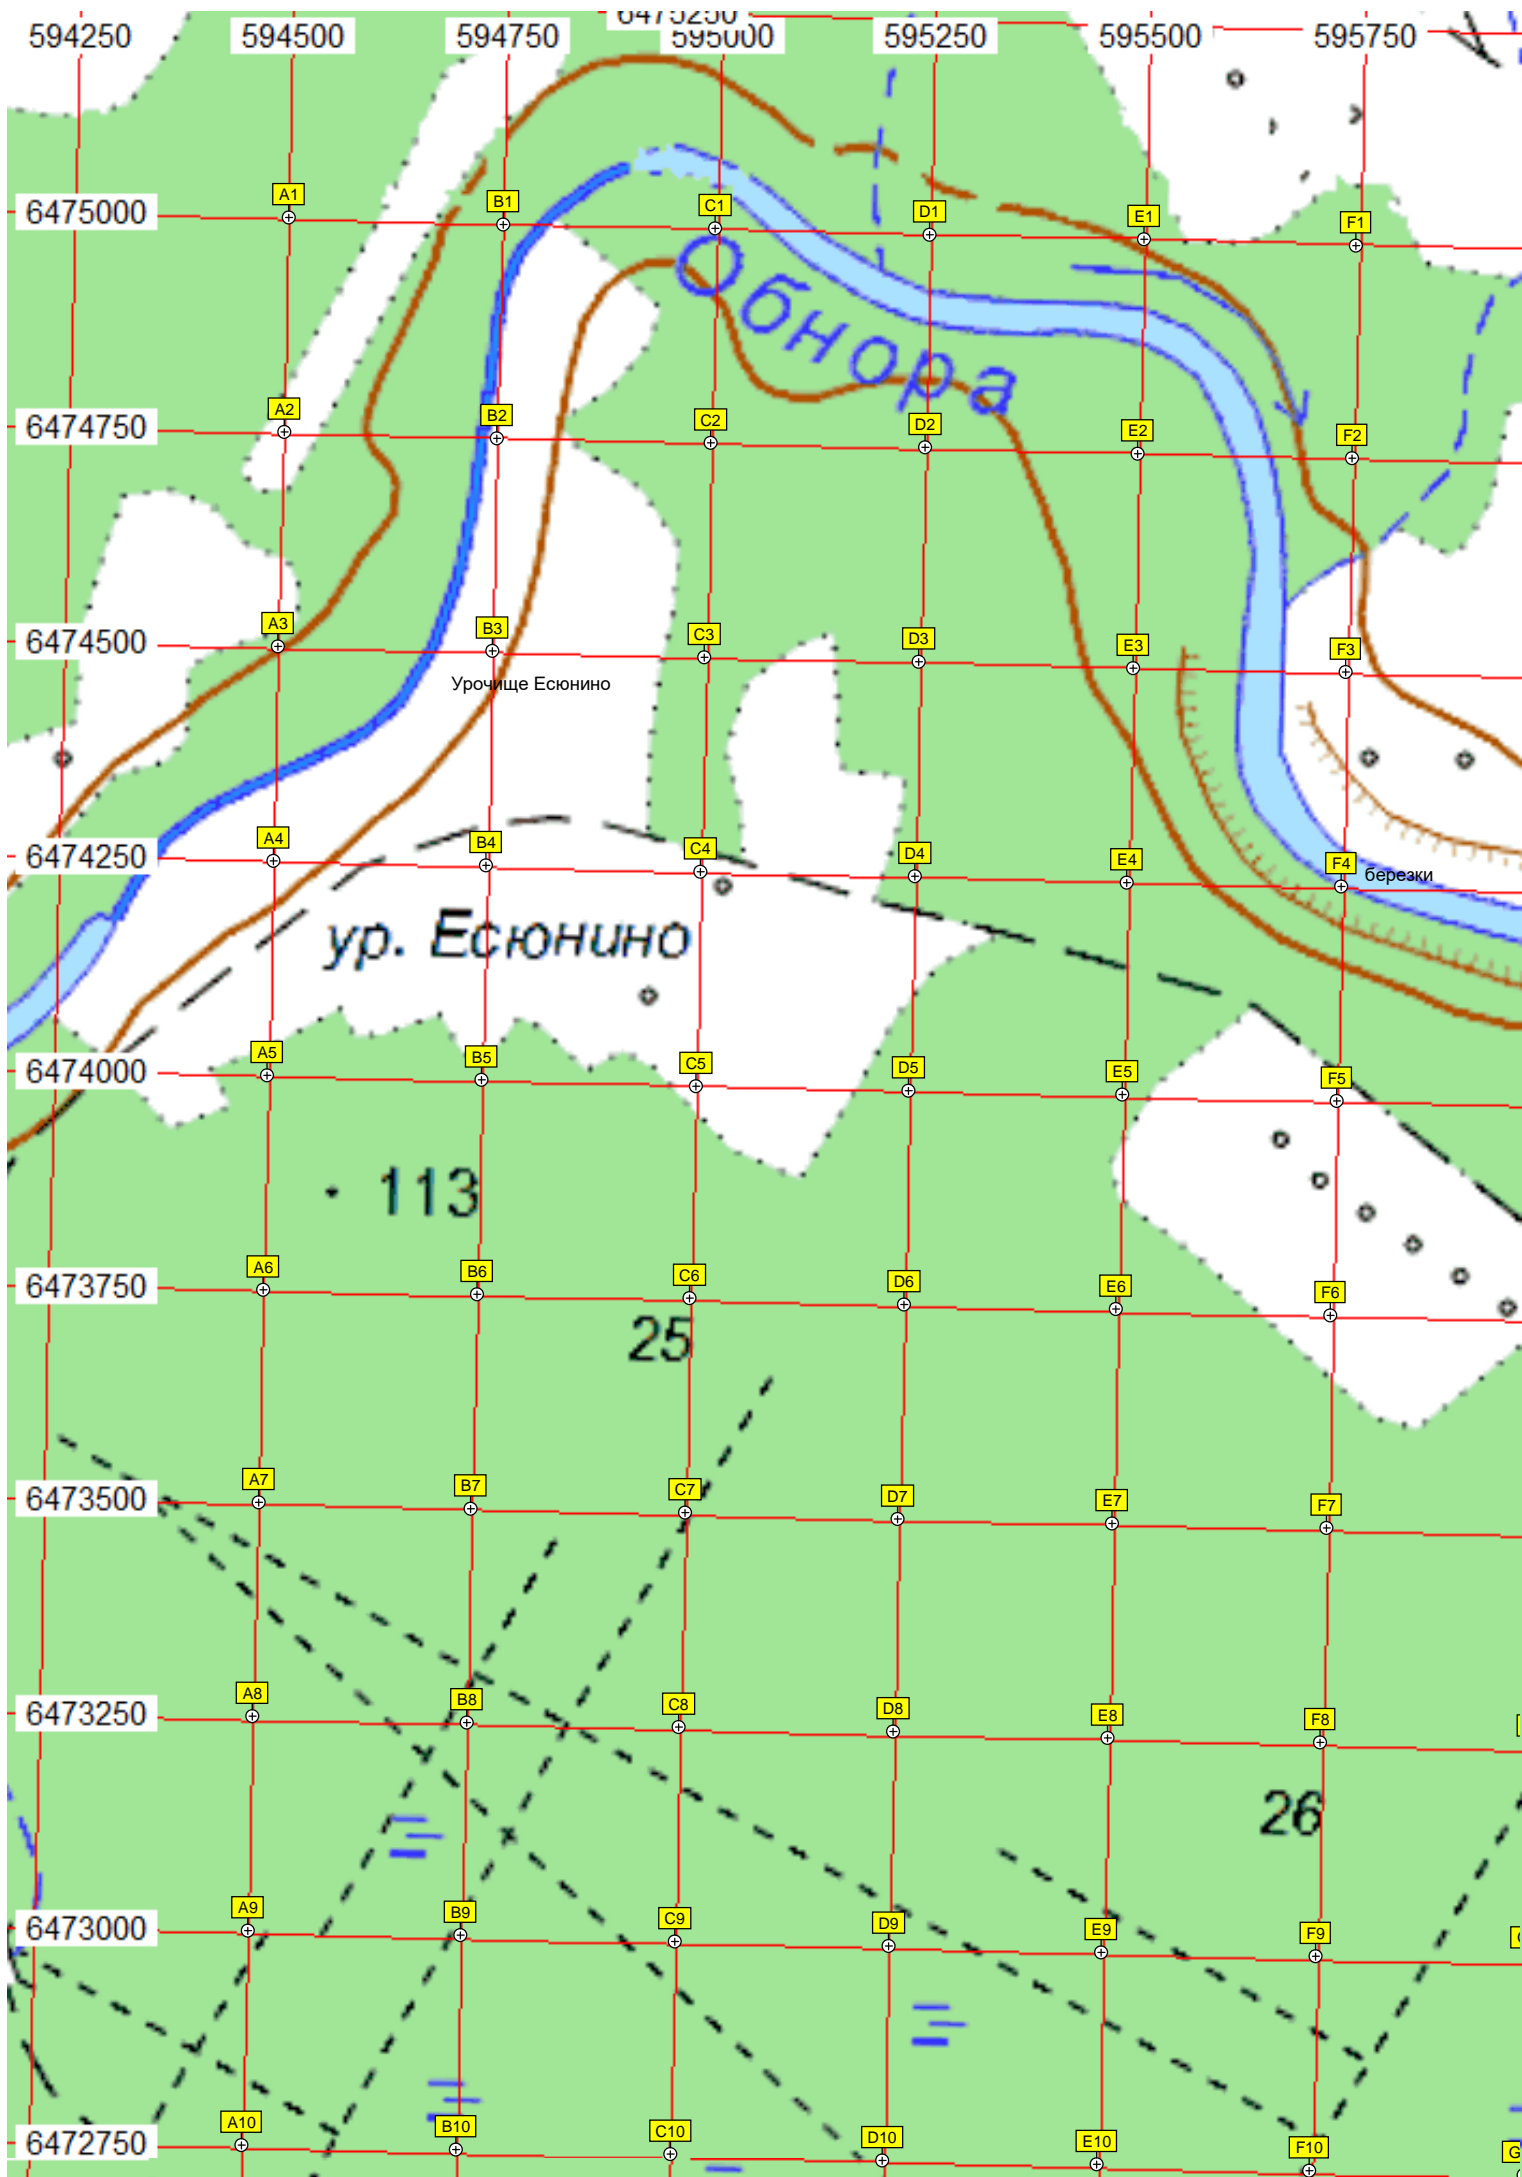 6475250
594250 594500 594750 595000 595250 595500 595750
6475000 A1 B1 C1 D1 E1 F1
Обнора
6474750 A2 B2 C2 D2 E2 F2
6474500 A3 B3 C3 D3 E3 F3
Урочище Есюнино
6474250 A4 B4 C4 D4 E4 F4
березки
ур. Есюнино
6474000 A5 B5 C5 D5 E5 F5
113
6473750 A6 B6 C6 D6 E6 F6
25
6473500 A7 B7 C7 D7 E7 F7
6473250 A8 B8 C8 D8 E8 F8
26
6473000 A9 B9 C9 D9 E9 F9
6472750 A10 B10 C10 D10 E10 F10